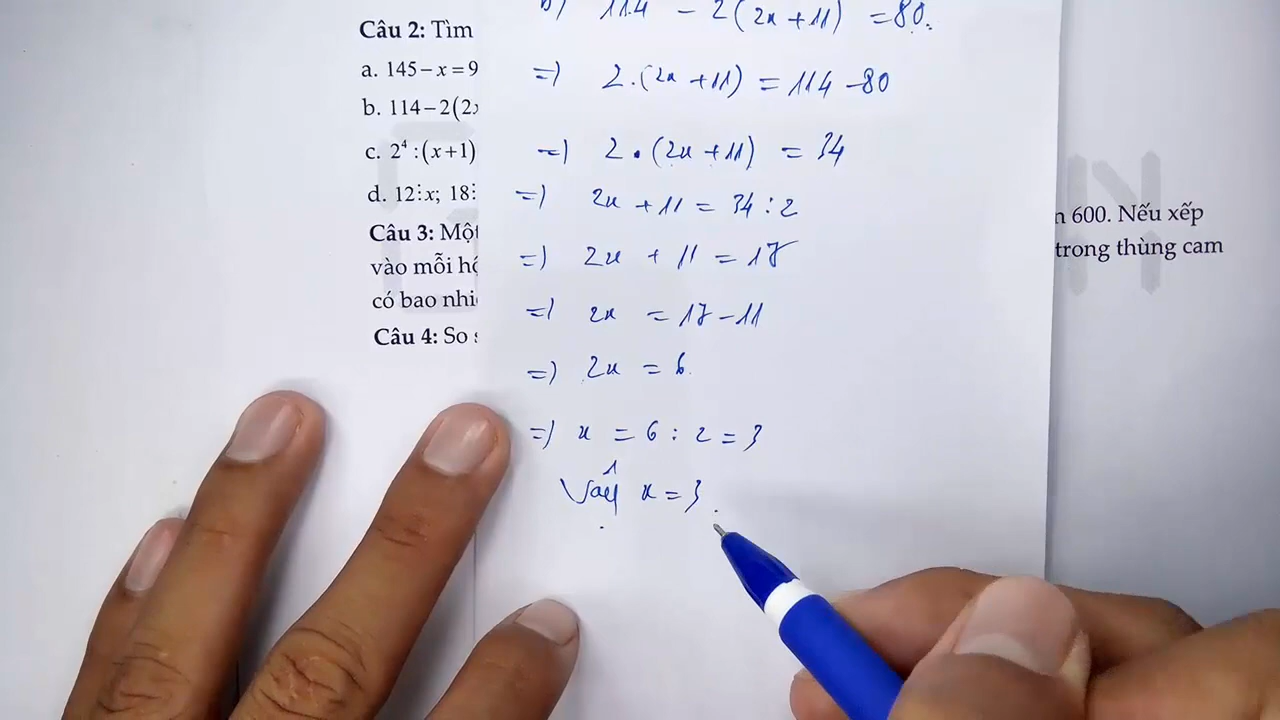 Câu 2: Tìm
a. 145 – x = 9
b. 114 – 2(2x
c. 2⁴ : (x+1)
d. 12⋮x; 18⋮
Câu 3: Một
vào mỗi hộ
có bao nhi
Câu 4: So s
b) 114 - 2(2x + 11) = 80.
=) 2.(2x + 11) = 114 - 80
=) 2.(2x + 11) = 34
=) 2x + 11 = 34 : 2
=) 2x + 11 = 17
=) 2x = 17 - 11
=) 2x = 6
=) x = 6 : 2 = 3
Vậy x = 3.
600. Nếu xếp
trong thùng cam